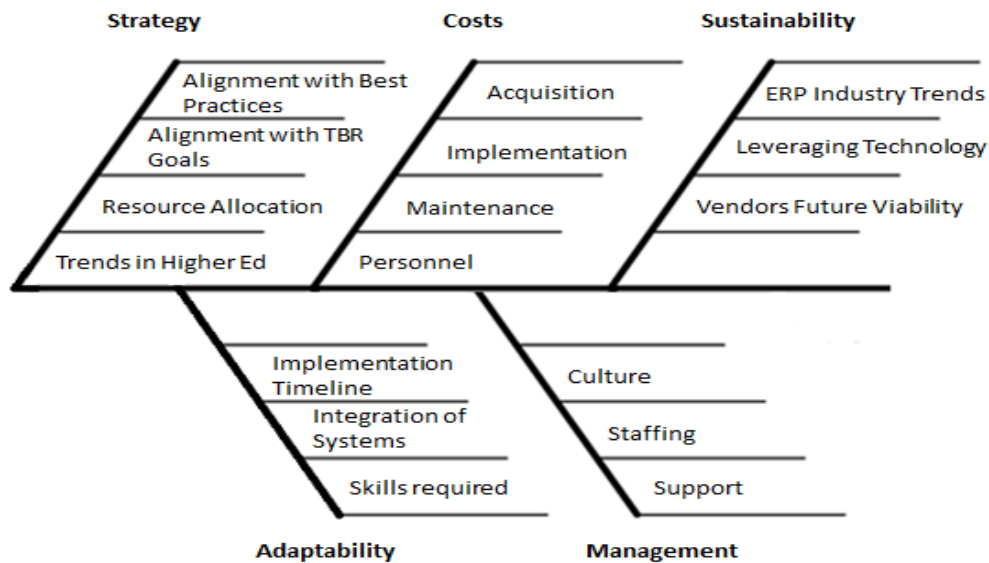 Strategy
Costs
Sustainability
Alignment with Best
Practices
Alignment with TBR
Goals
Resource Allocation
Trends in Higher Ed
Acquisition
Implementation
Maintenance
Personnel
ERP Industry Trends
Leveraging Technology
Vendors Future Viability
Implementation
Timeline
Integration of
Systems
Skills required
Culture
Staffing
Support
Adaptability
Management